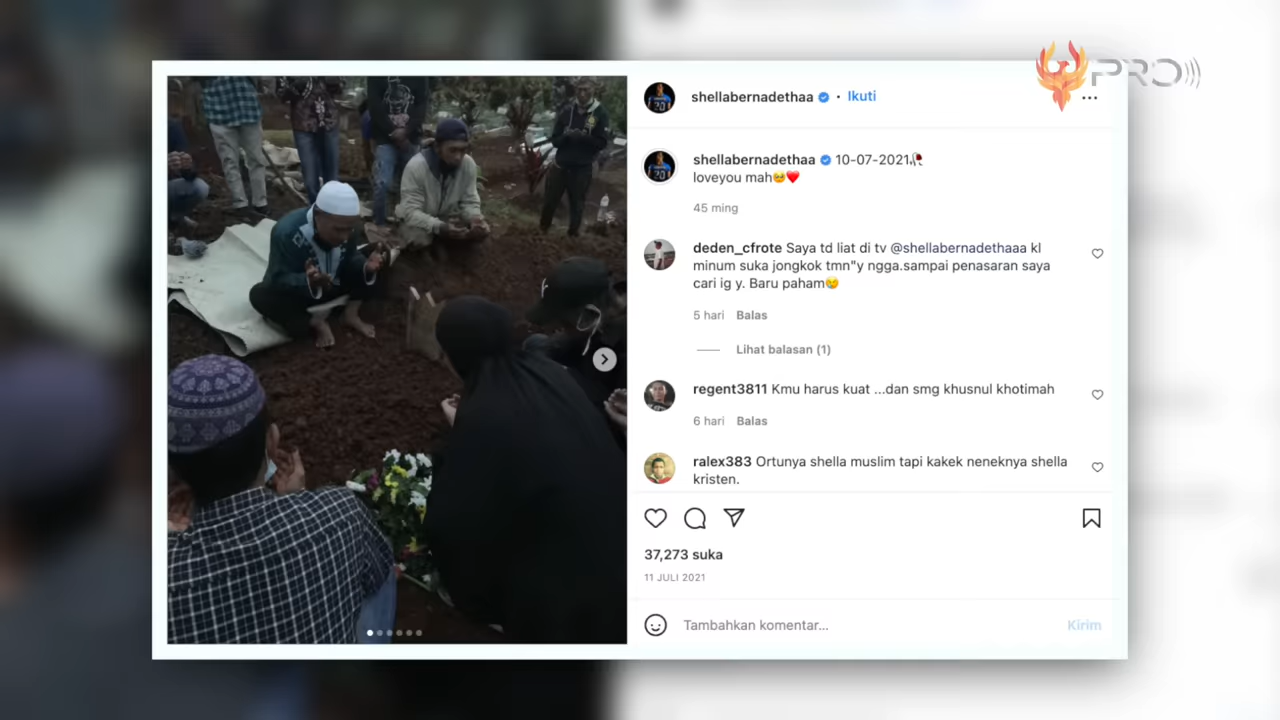 PRO
shellabernadethaa • Ikuti
shellabernadethaa 10-07-2021🥀
loveyou mah🥹❤️
45 ming
deden_cfrote Saya td liat di tv @shellabernadethaaa kl
minum suka jongkok tmn"y ngga.sampai penasaran saya
cari ig y. Baru paham😢
5 hari Balas
Lihat balasan (1)
regent3811 Kmu harus kuat ...dan smg khusnul khotimah
6 hari Balas
ralex383 Ortunya shella muslim tapi kakek neneknya shella
kristen.
37,273 suka
11 JULI 2021
Tambahkan komentar...
Kirim